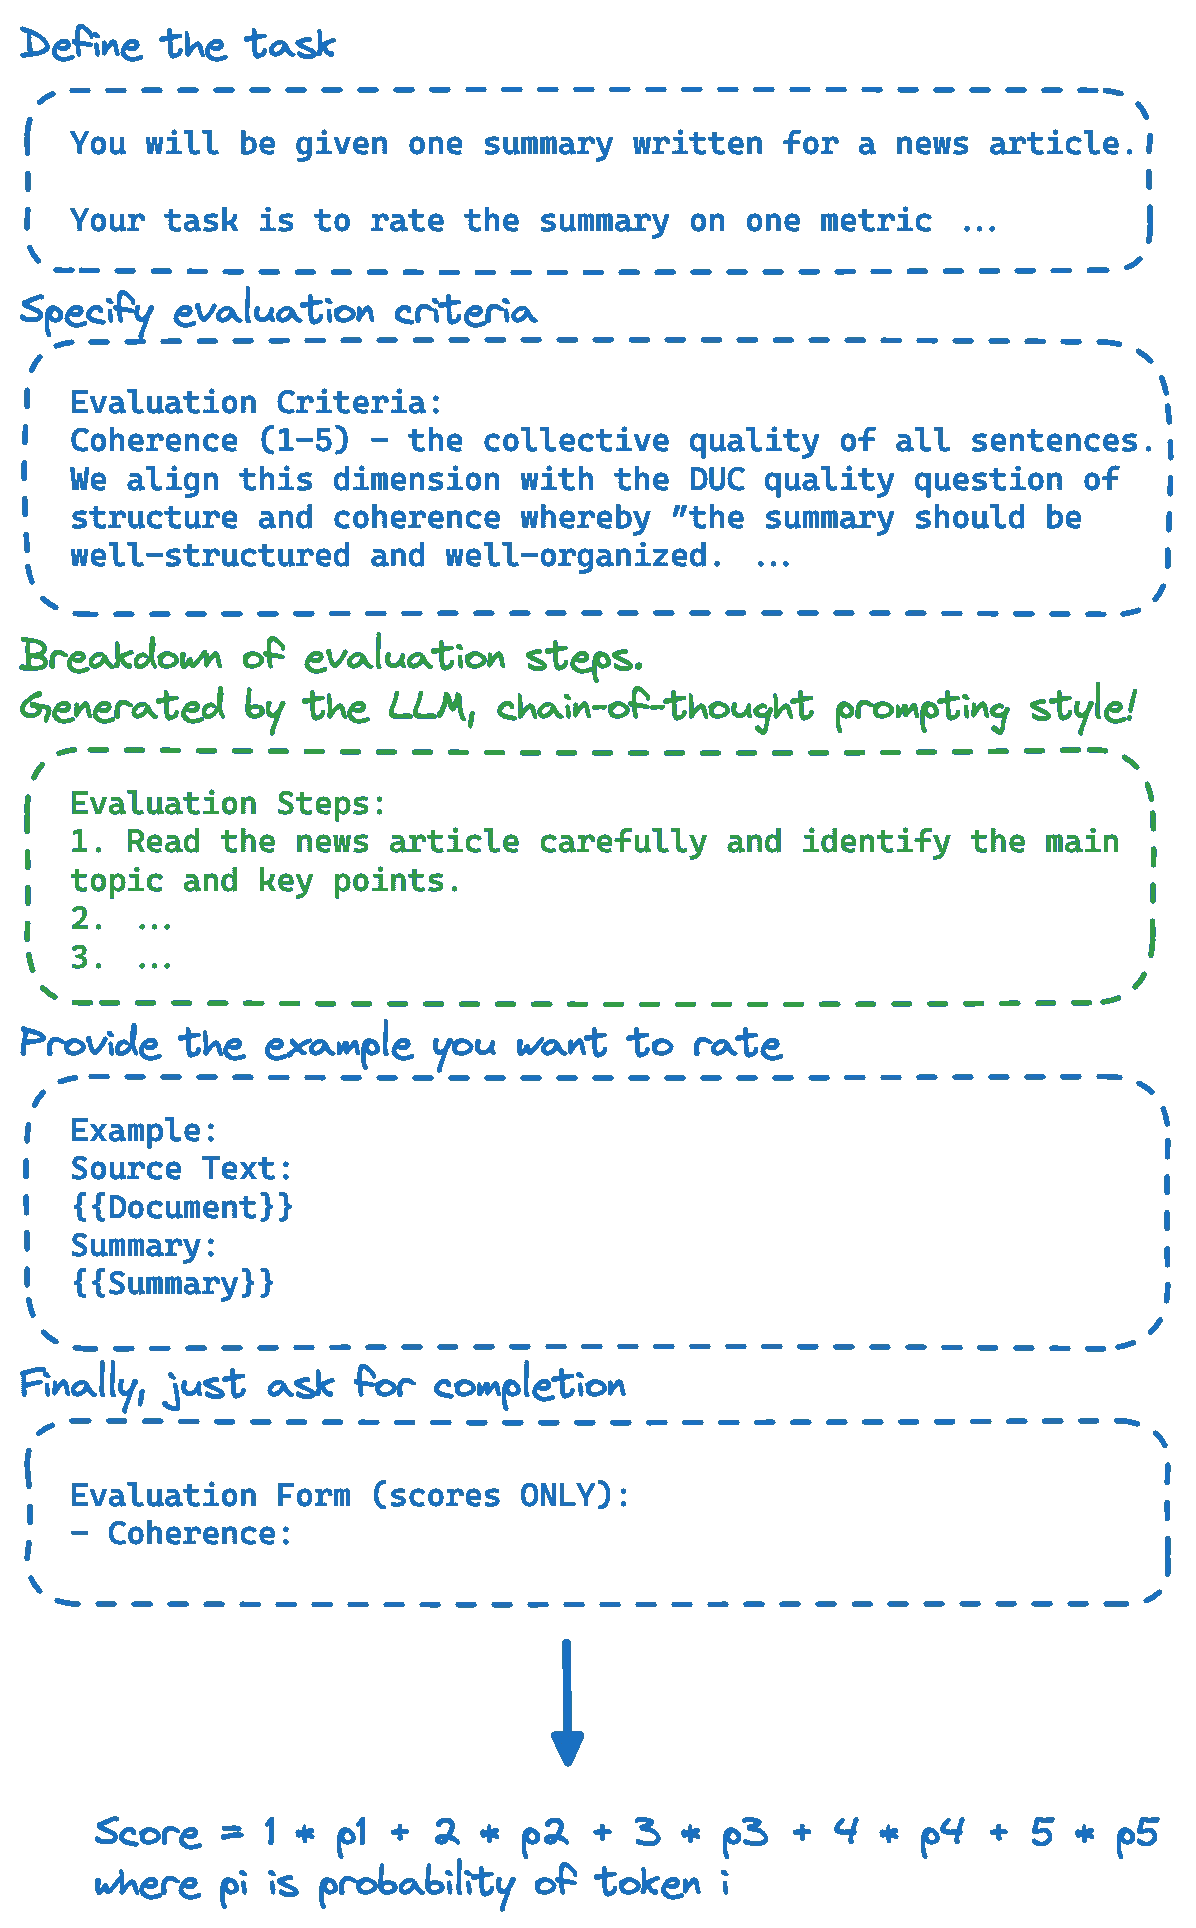 Define the task
You will be given one summary written for a news article.
Your task is to rate the summary on one metric ...
Specify evaluation criteria
Evaluation Criteria:
Coherence (1-5) - the collective quality of all sentences.
We align this dimension with the DUC quality question of
structure and coherence whereby "the summary should be
well-structured and well-organized. ...
Breakdown of evaluation steps.
Generated by the LLM, chain-of-thought prompting style!
Evaluation Steps:
1. Read the news article carefully and identify the main
topic and key points.
2. ...
3. ...
Provide the example you want to rate
Example:
Source Text:
{{Document}}
Summary:
{{Summary}}
Finally, just ask for completion
Evaluation Form (scores ONLY):
- Coherence:
Score = 1 * p1 + 2 * p2 + 3 * p3 + 4 * p4 + 5 * p5
where pi is probability of token i